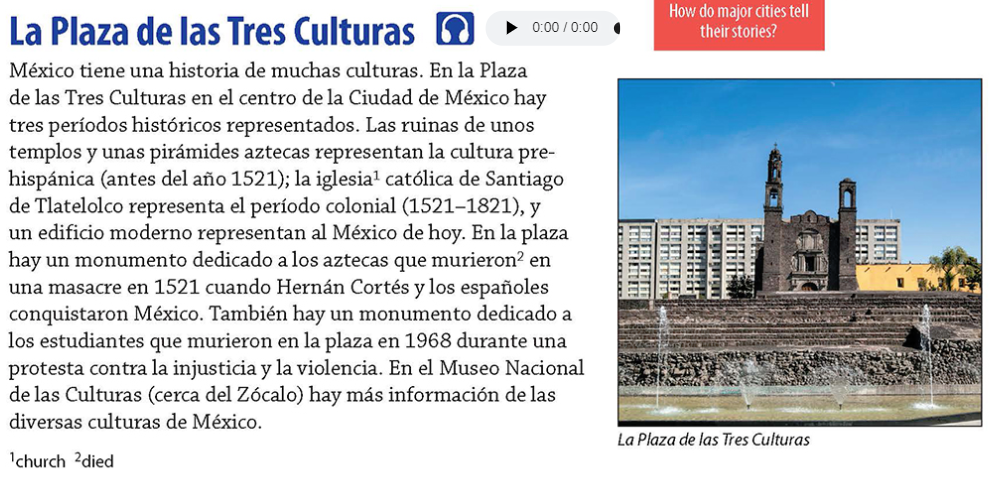 La Plaza de las Tres Culturas
0:00 / 0:00
How do major cities tell
their stories?
México tiene una historia de muchas culturas. En la Plaza
de las Tres Culturas en el centro de la Ciudad de México hay
tres períodos históricos representados. Las ruinas de unos
templos y unas pirámides aztecas representan la cultura pre-
hispánica (antes del año 1521); la iglesia¹ católica de Santiago
de Tlatelolco representa el período colonial (1521–1821), y
un edificio moderno representan al México de hoy. En la plaza
hay un monumento dedicado a los aztecas que murieron² en
una masacre en 1521 cuando Hernán Cortés y los españoles
conquistaron México. También hay un monumento dedicado a
los estudiantes que murieron en la plaza en 1968 durante una
protesta contra la injusticia y la violencia. En el Museo Nacional
de las Culturas (cerca del Zócalo) hay más información de las
diversas culturas de México.
¹church ²died
La Plaza de las Tres Culturas